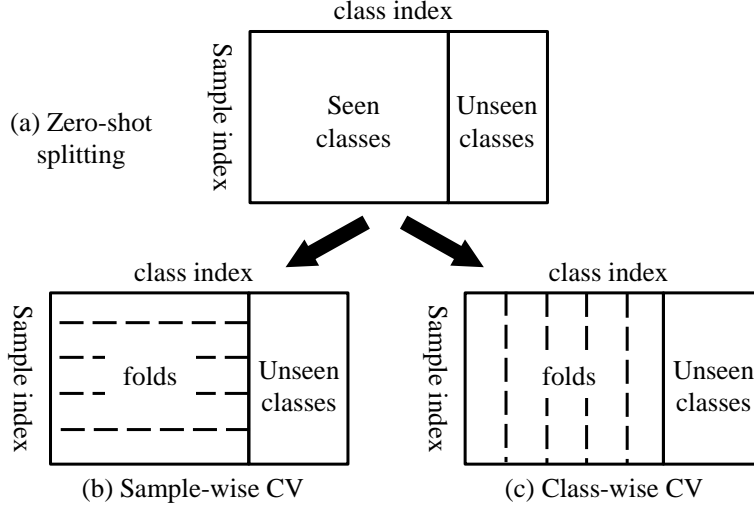 class index
Sample index
Seen
classes
Unseen
classes
(a) Zero-shot
splitting
class index
Sample index
folds
Unseen
classes
(b) Sample-wise CV
class index
Sample index
folds
Unseen
classes
(c) Class-wise CV